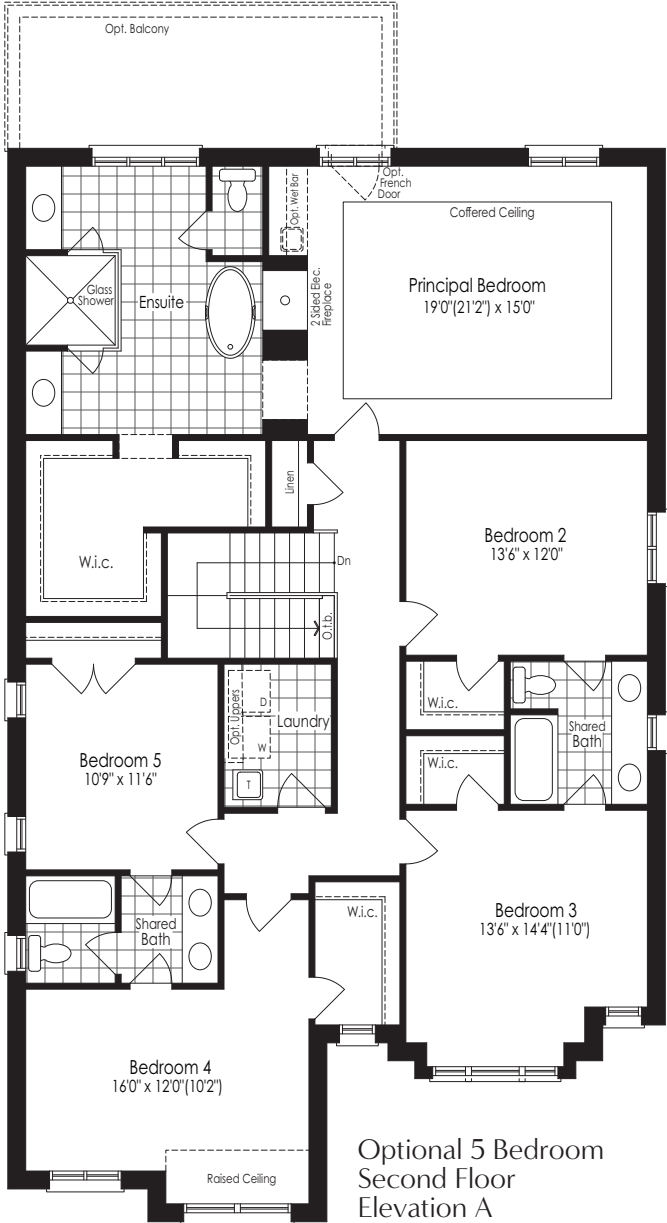 Opt. Balcony
Opt.
French
Door
Opt. Wet Bar
Coffered Ceiling
Glass
Shower
Ensuite
2 Sided Elec.
Fireplace
Principal Bedroom
19'0"(21'2") x 15'0"
Linen
W.i.c.
Bedroom 2
13'6" x 12'0"
Dn
O.t.b.
W.i.c.
Opt. Uppers
D
W
T
Laundry
Shared
Bath
W.i.c.
Bedroom 5
10'9" x 11'6"
Shared
Bath
W.i.c.
Bedroom 3
13'6" x 14'4"(11'0")
Bedroom 4
16'0" x 12'0"(10'2")
Raised Ceiling
Optional 5 Bedroom
Second Floor
Elevation A